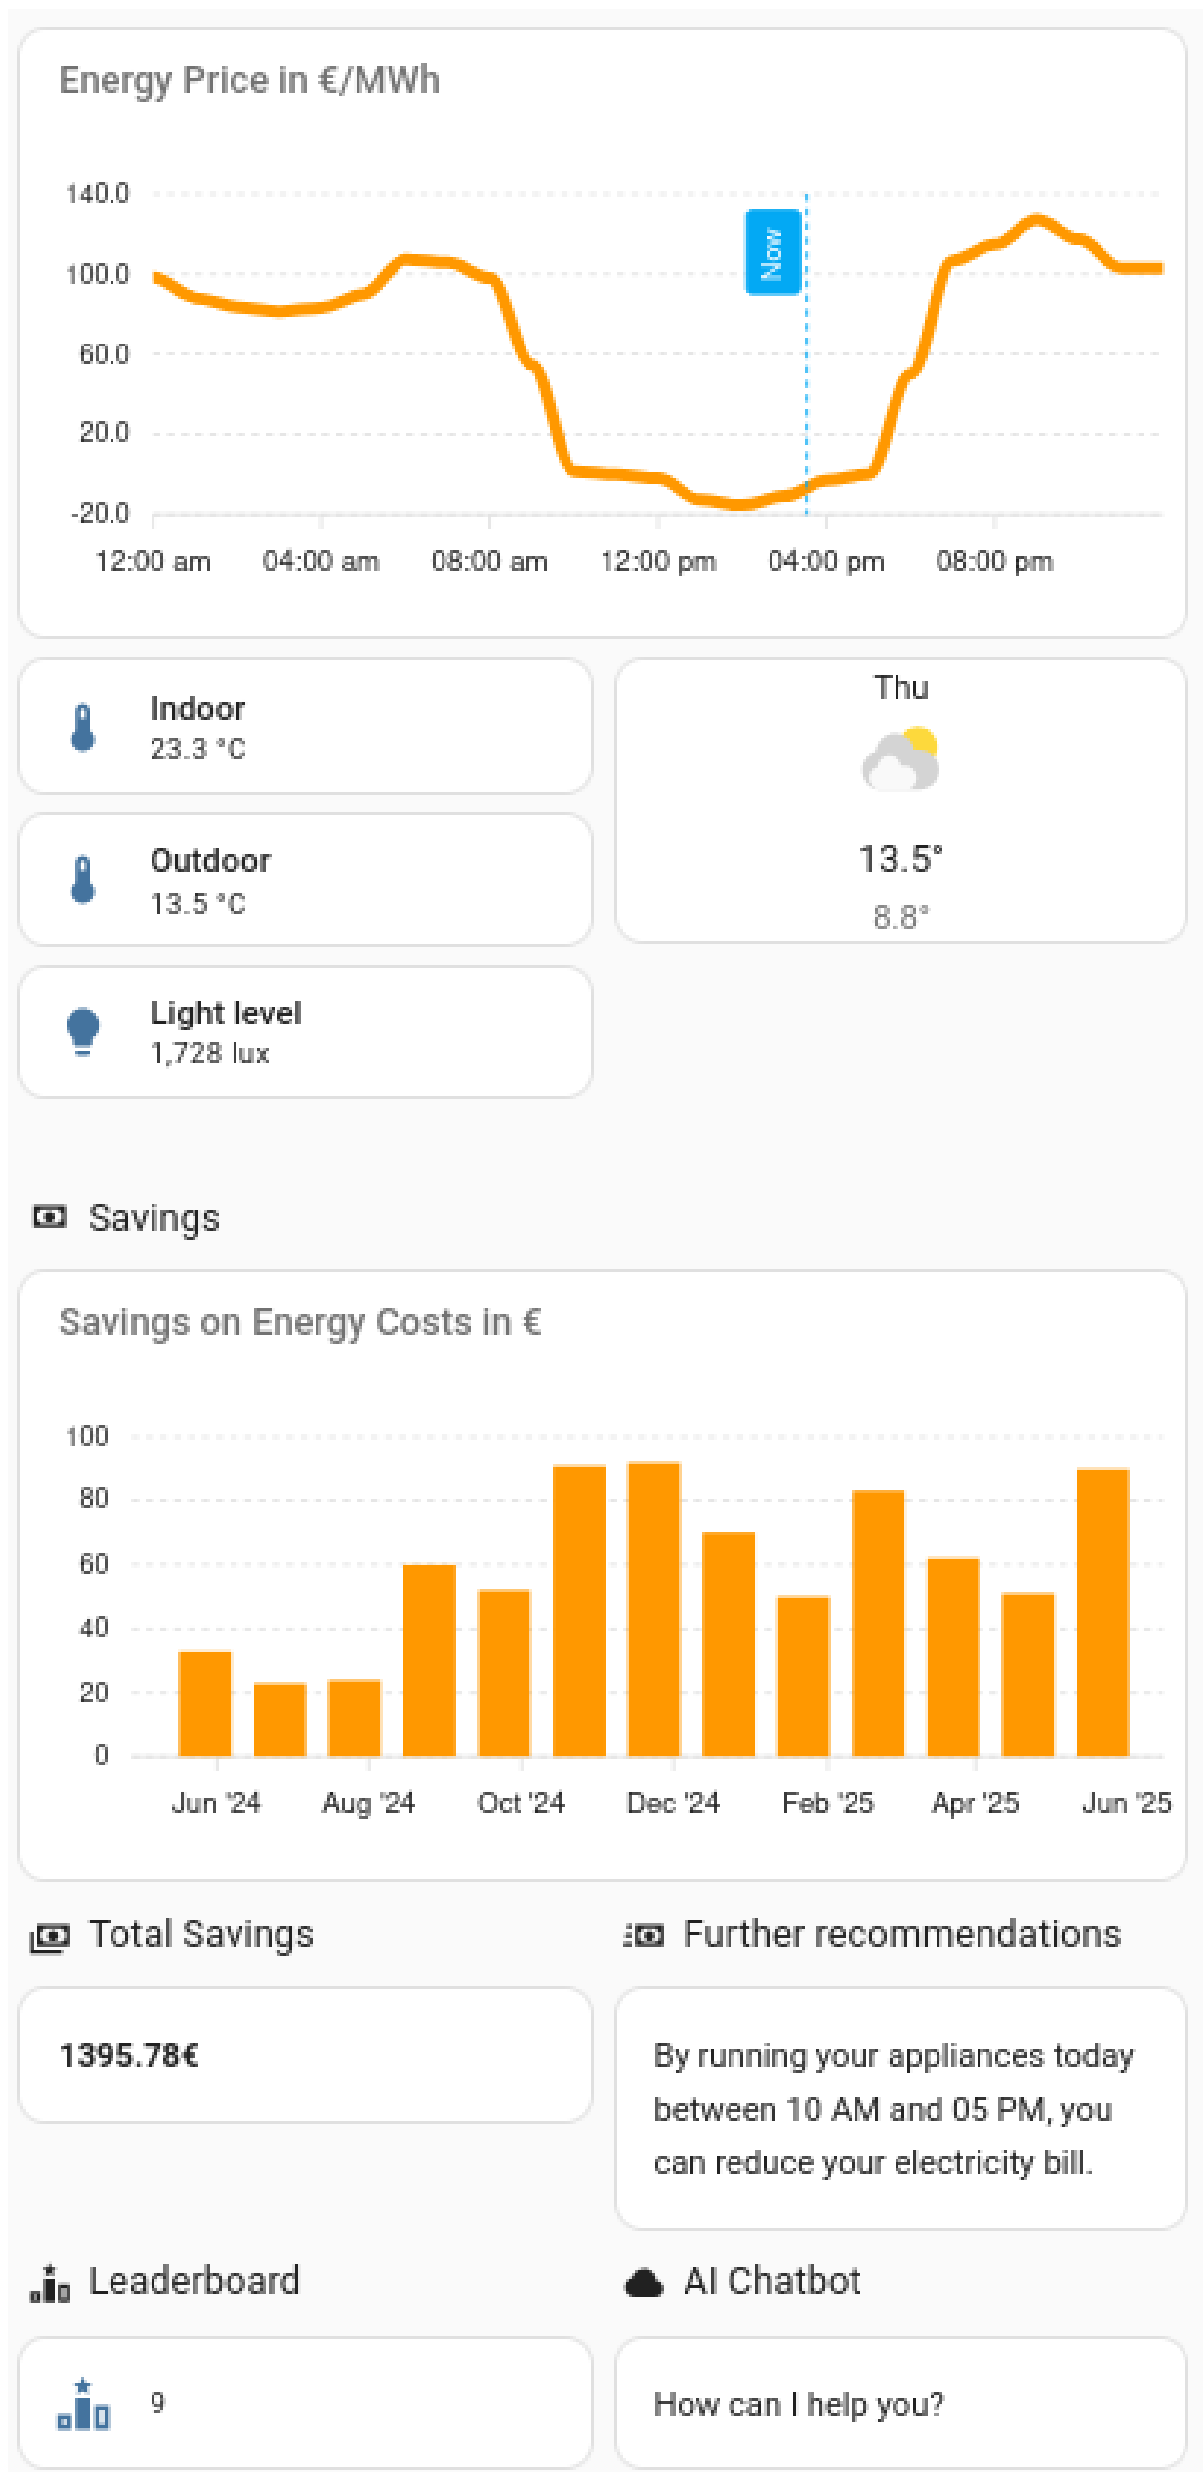 Energy Price in €/MWh
140.0
100.0
60.0
20.0
-20.0
Now
12:00 am 04:00 am 08:00 am 12:00 pm 04:00 pm 08:00 pm
Indoor
23.3 °C
Thu
13.5°
8.8°
Outdoor
13.5 °C
Light level
1,728 lux
Savings
Savings on Energy Costs in €
100
80
60
40
20
0
Jun '24 Aug '24 Oct '24 Dec '24 Feb '25 Apr '25 Jun '25
Total Savings
1395.78€
Further recommendations
By running your appliances today
between 10 AM and 05 PM, you
can reduce your electricity bill.
Leaderboard
9
AI Chatbot
How can I help you?